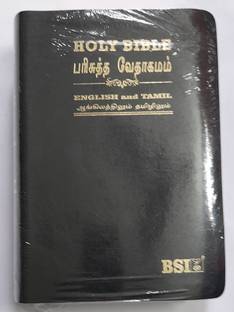 HOLY BIBLE
பரிசுத்த வேதாகமம்
ENGLISH and TAMIL
ஆங்கிலத்திலும் தமிழிலும்
BSI